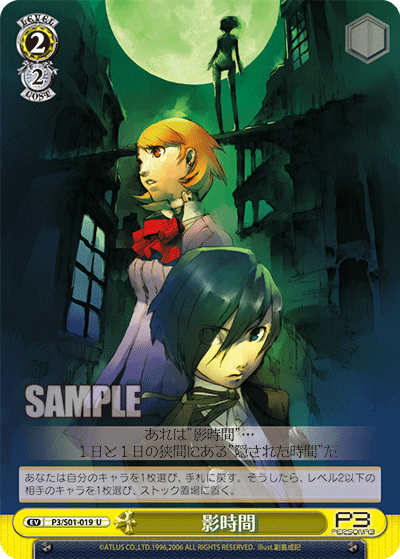 LEVEL
2
2
COST
SAMPLE
あれは"影時間"…
1日と1日の狭間にある"隠された時間"だ
あなたは自分のキャラを1枚選び、手札に戻す。そうしたら、レベル2以下の
相手のキャラを1枚選び、ストック置場に置く。
EV P3/S01-019 U 影時間 P3 PERSONA3
©ATLUS CO.,LTD.1996,2006 ALL RIGHTS RESERVED. illust.副島成記